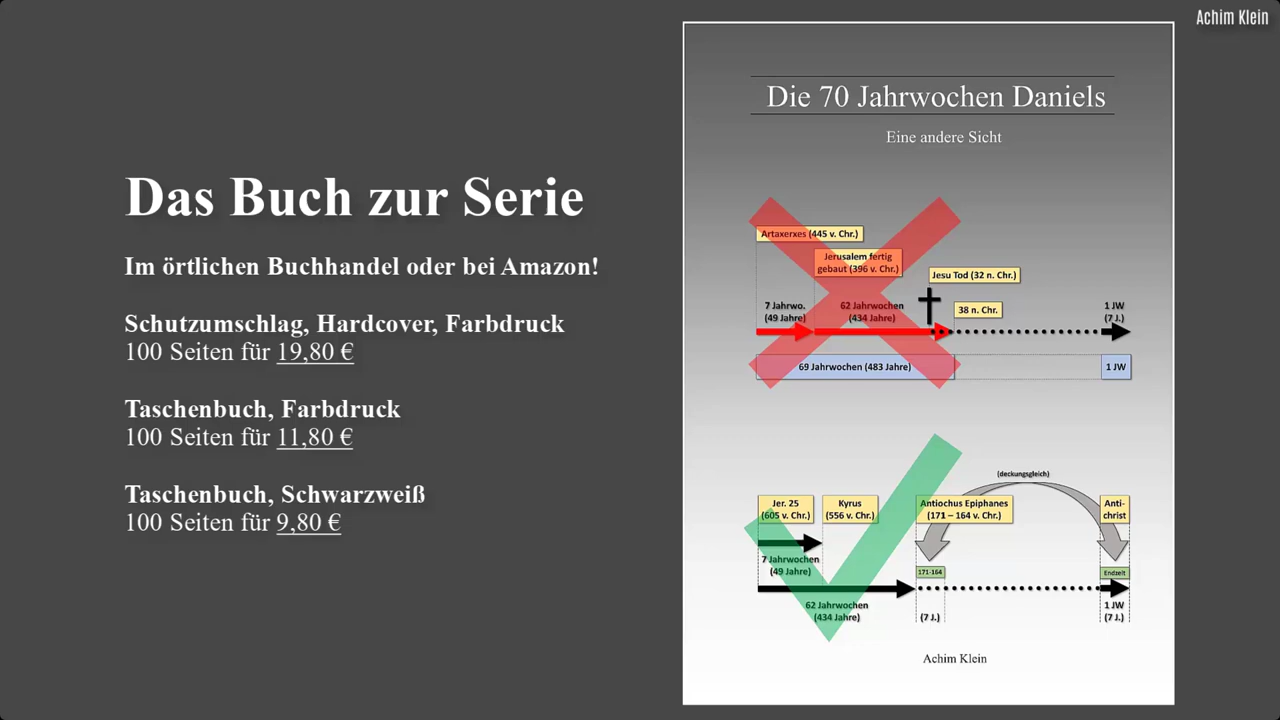 Achim Klein
Das Buch zur Serie
Im örtlichen Buchhandel oder bei Amazon!
Schutzumschlag, Hardcover, Farbdruck
100 Seiten für 19,80 €
Taschenbuch, Farbdruck
100 Seiten für 11,80 €
Taschenbuch, Schwarzweiß
100 Seiten für 9,80 €
Die 70 Jahrwochen Daniels
Eine andere Sicht
Artaxerxes (445 v. Chr.)
Jerusalem fertig
gebaut (396 v. Chr.)
Jesu Tod (32 n. Chr.)
38 n. Chr.
7 Jahrwo.
(49 Jahre)
62 Jahrwochen
(434 Jahre)
1 JW
(7 J.)
69 Jahrwochen (483 Jahre)
1 JW
(deckungsgleich)
Jer. 25
(605 v. Chr.)
Kyrus
(556 v. Chr.)
Antiochus Epiphanes
(171 – 164 v. Chr.)
Anti-
christ
7 Jahrwochen
(49 Jahre)
171-164
Endzeit
62 Jahrwochen
(434 Jahre)
(7 J.)
1 JW
(7 J.)
Achim Klein